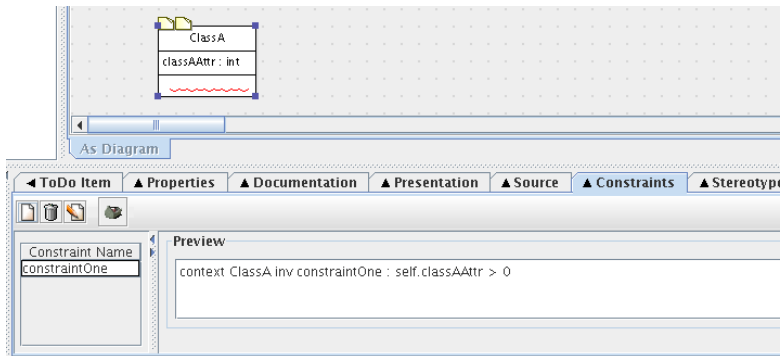 ClassA
classAAttr : int
As Diagram
ToDo Item Properties Documentation Presentation Source Constraints Stereotype
Constraint Name
constraintOne
Preview
context ClassA inv constraintOne : self.classAAttr > 0